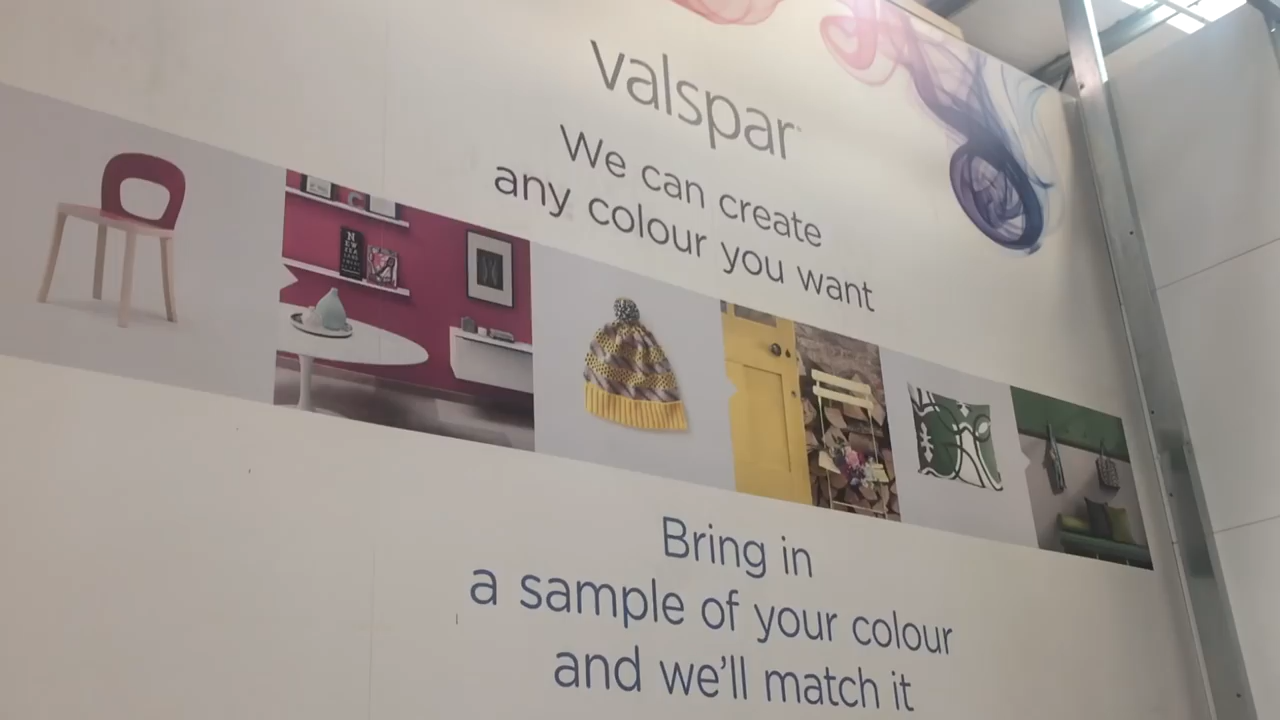 valspar
We can create
any colour you want
Bring in
a sample of your colour
and we'll match it